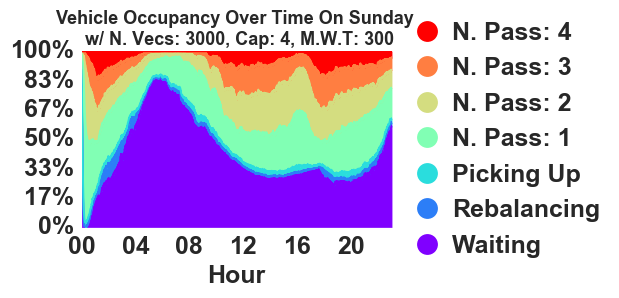 Vehicle Occupancy Over Time On Sunday
w/ N. Vecs: 3000, Cap: 4, M.W.T: 300
100%
83%
67%
50%
33%
17%
0%
00 04 08 12 16 20
Hour
N. Pass: 4
N. Pass: 3
N. Pass: 2
N. Pass: 1
Picking Up
Rebalancing
Waiting